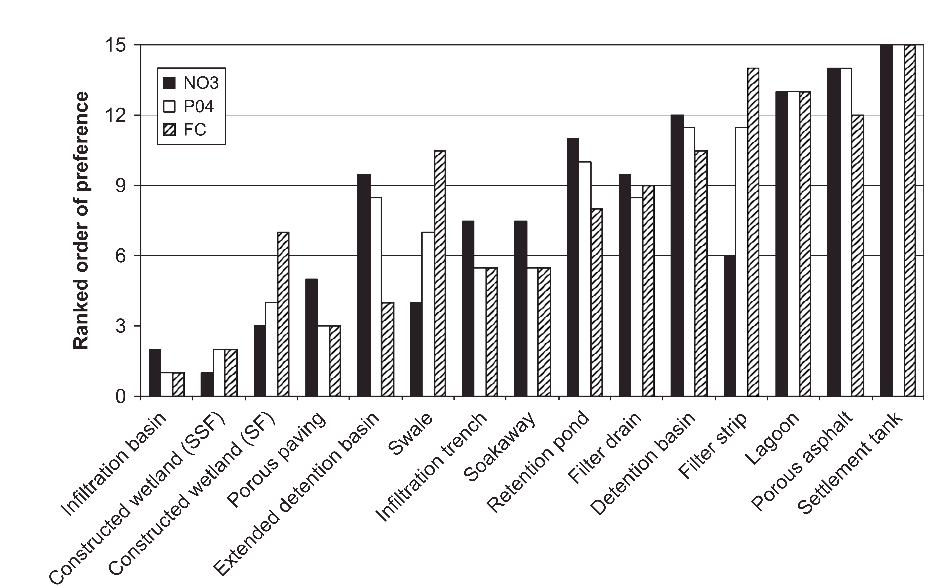 15
12
9
6
3
0
Ranked order of preference
NO3
P04
FC
Infiltration basin
Constructed wetland (SSF)
Constructed wetland (SF)
Porous paving
Extended detention basin
Swale
Infiltration trench
Soakaway
Retention pond
Filter drain
Detention basin
Filter strip
Lagoon
Porous asphalt
Settlement tank